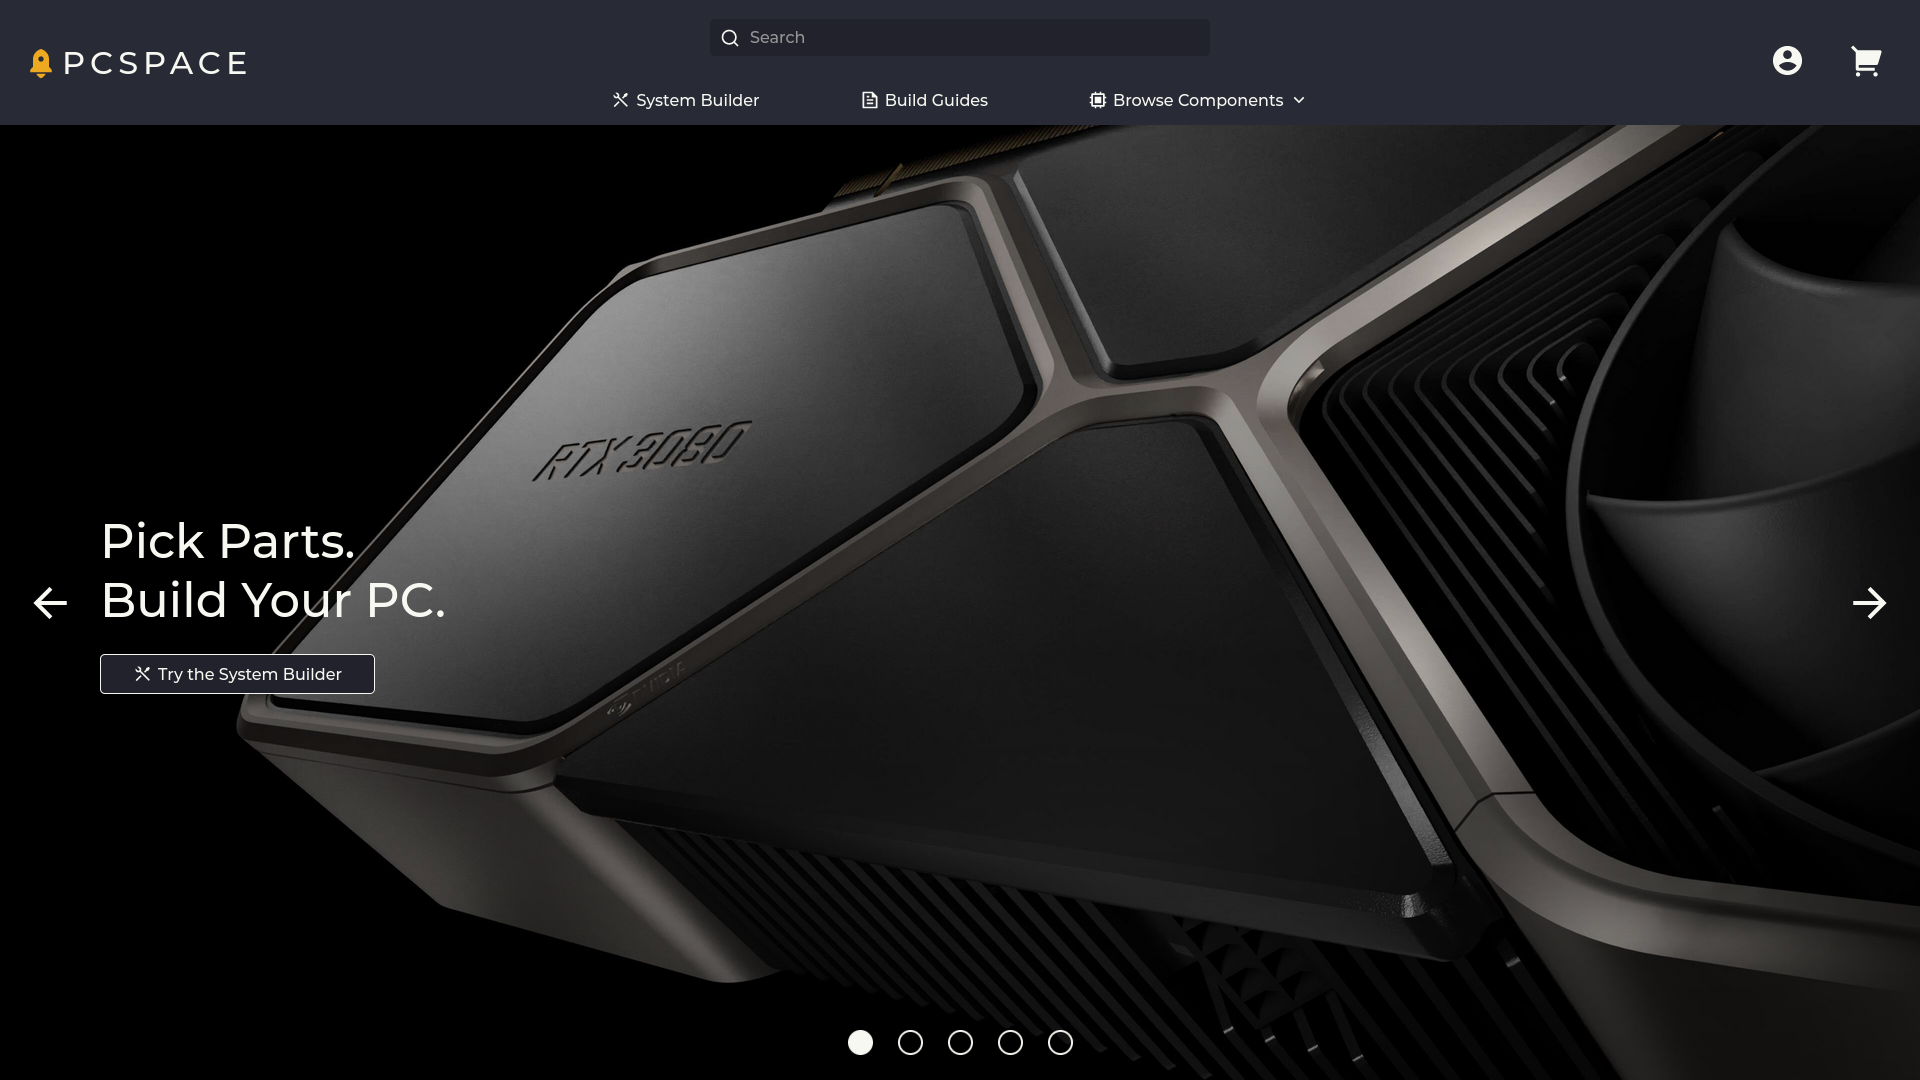 Search
PCSPACE
System Builder
Build Guides
Browse Components
RTX 3080
Pick Parts.
Build Your PC.
Try the System Builder